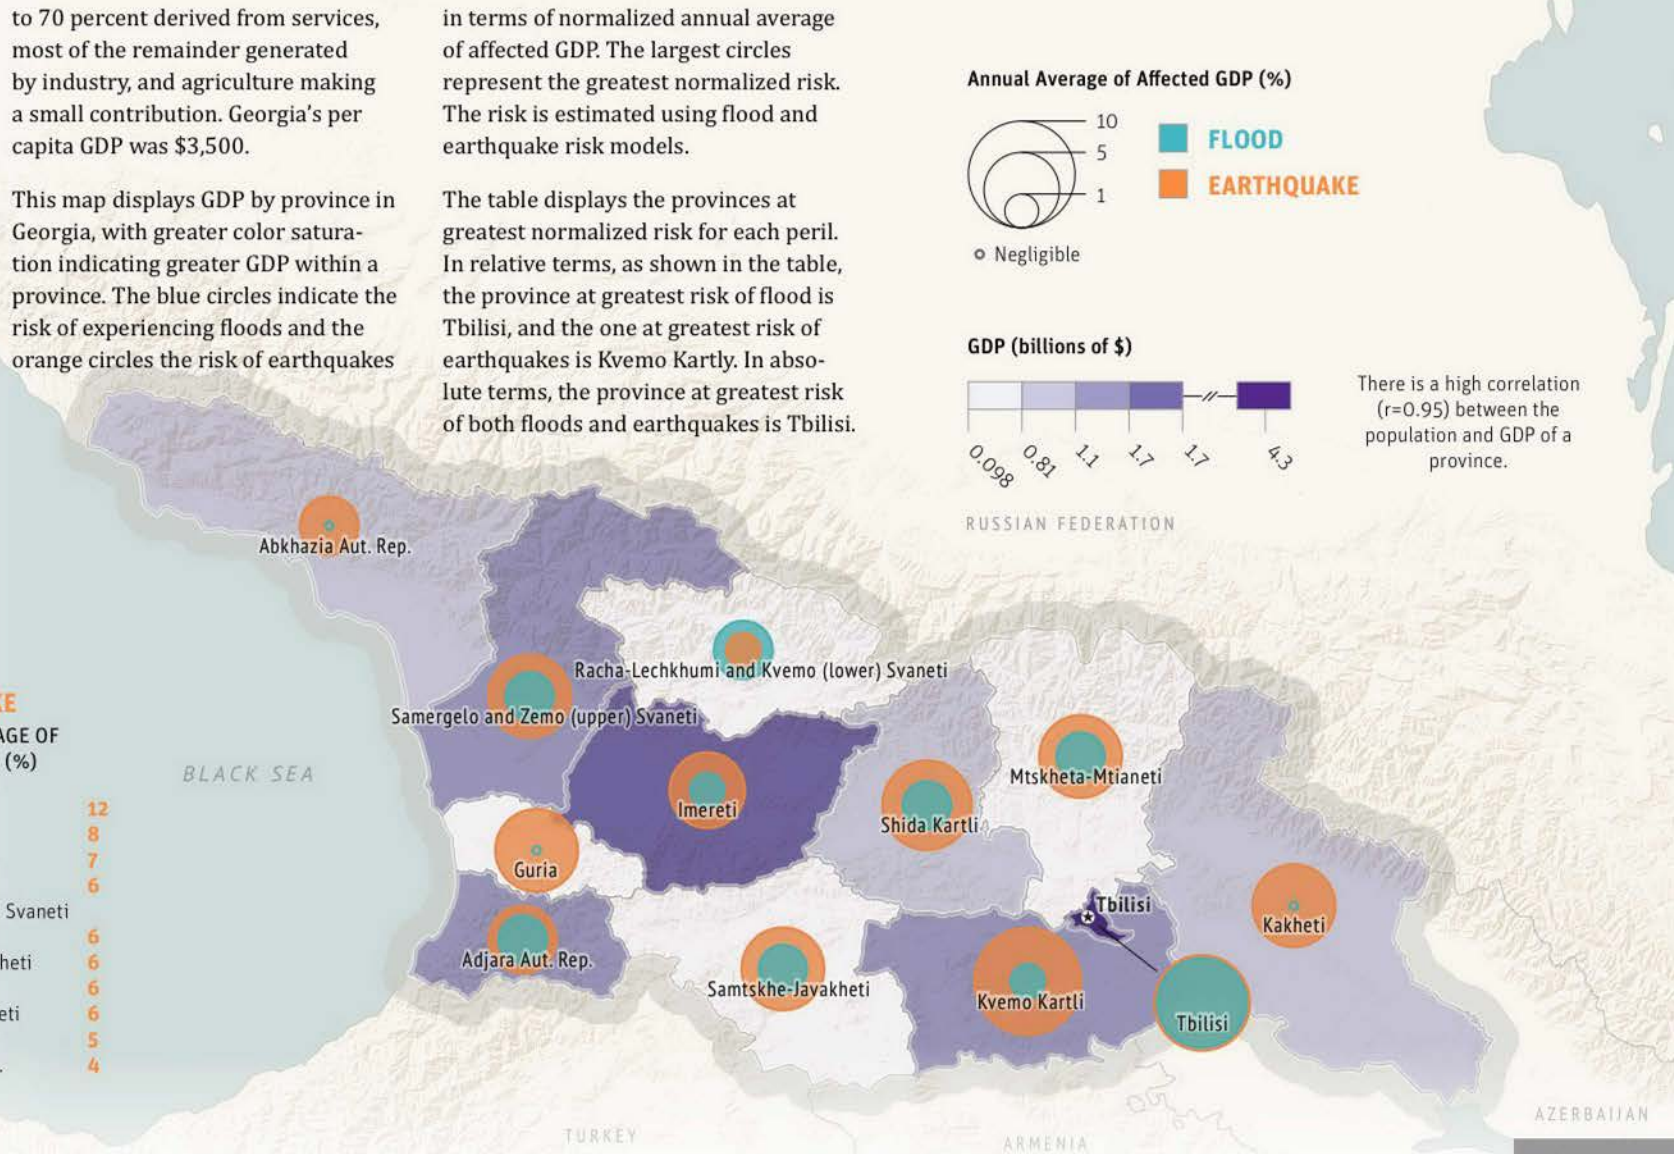 to 70 percent derived from services,
most of the remainder generated
by industry, and agriculture making
a small contribution. Georgia's per
capita GDP was $3,500.
This map displays GDP by province in
Georgia, with greater color satura-
tion indicating greater GDP within a
province. The blue circles indicate the
risk of experiencing floods and the
orange circles the risk of earthquakes
in terms of normalized annual average
of affected GDP. The largest circles
represent the greatest normalized risk.
The risk is estimated using flood and
earthquake risk models.
The table displays the provinces at
greatest normalized risk for each peril.
In relative terms, as shown in the table,
the province at greatest risk of flood is
Tbilisi, and the one at greatest risk of
earthquakes is Kvemo Kartly. In abso-
lute terms, the province at greatest risk
of both floods and earthquakes is Tbilisi.
Annual Average of Affected GDP (%)
10
5
1
Negligible
FLOOD
EARTHQUAKE
GDP (billions of $)
0.098
0.81
1.1
1.7
1.7
4.3
There is a high correlation
(r=0.95) between the
population and GDP of a
province.
RUSSIAN FEDERATION
Abkhazia Aut. Rep.
Racha-Lechkhumi and Kvemo (lower) Svaneti
Samergelo and Zemo (upper) Svaneti
BLACK SEA
Imereti
Mtskheta-Mtianeti
Shida Kartli
Guria
Tbilisi
Kakheti
Adjara Aut. Rep.
Samtskhe-Javakheti
Kvemo Kartli
Tbilisi
KE
AGE OF
(%)
12
8
7
6
Svaneti
6
heti 6
6
eti 6
5
. 4
TURKEY
ARMENIA
AZERBAIJAN